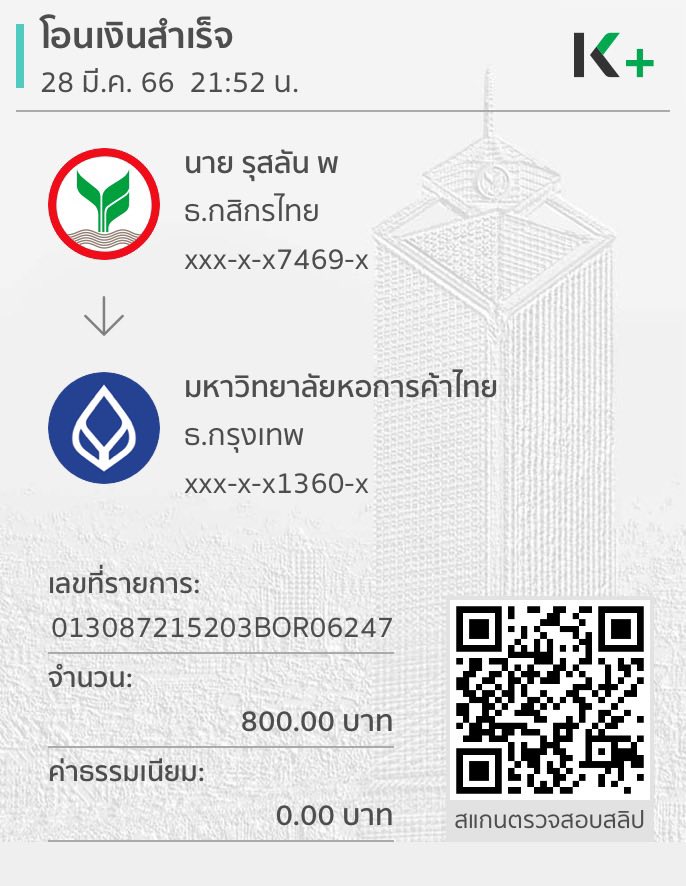 โอนเงินสำเร็จ
28 มี.ค. 66 21:52 น.
K+
นาย รุสลัน พ
ธ.กสิกรไทย
xxx-x-x7469-x
มหาวิทยาลัยหอการค้าไทย
ธ.กรุงเทพ
xxx-x-x1360-x
เลขที่รายการ:
013087215203BOR06247
จำนวน:
800.00 บาท
ค่าธรรมเนียม:
0.00 บาท
สแกนตรวจสอบสลิป